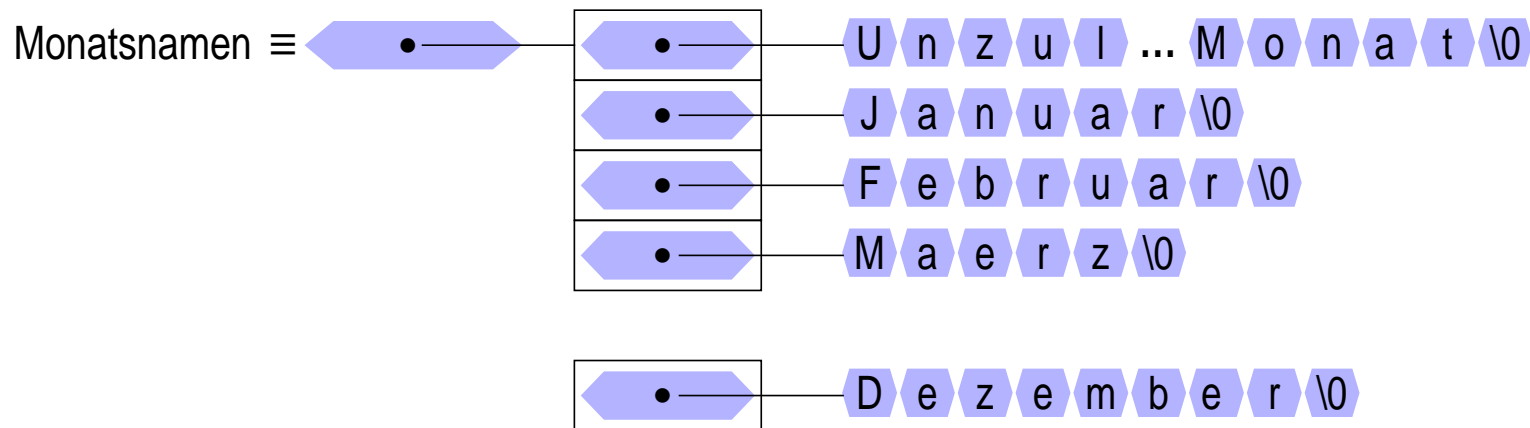 Monatsnamen ≡ U n z u l ... M o n a t \0
J a n u a r \0
F e b r u a r \0
M a e r z \0
D e z e m b e r \0